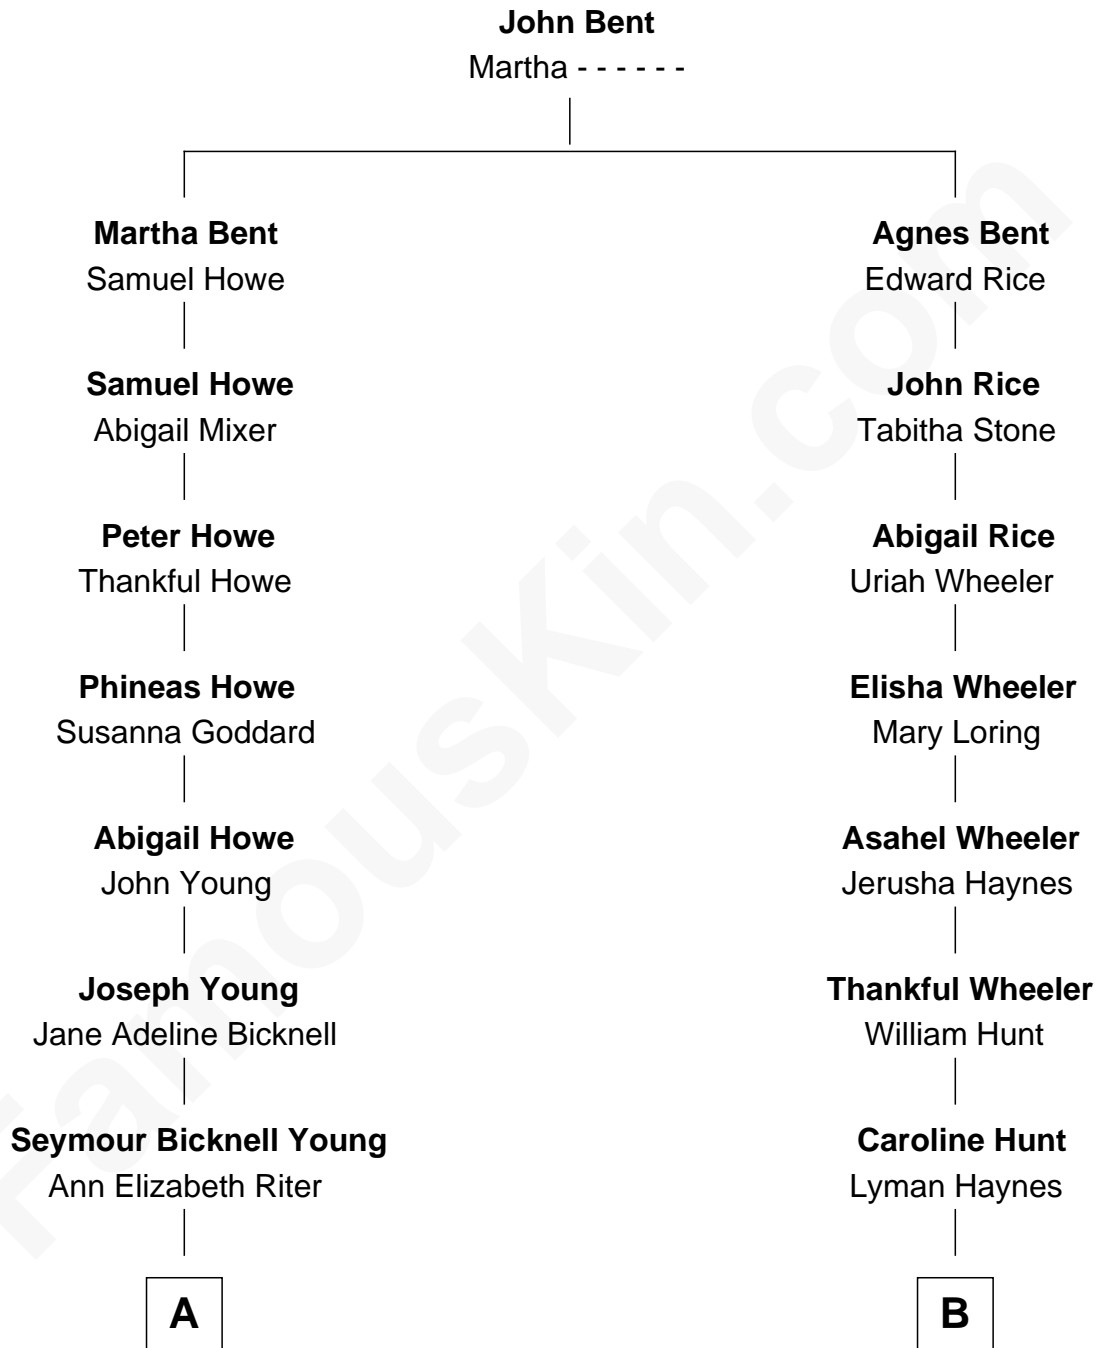 John Bent
Martha - - - - - -
Martha Bent
Samuel Howe
Agnes Bent
Edward Rice
Samuel Howe
Abigail Mixer
John Rice
Tabitha Stone
Peter Howe
Thankful Howe
Abigail Rice
Uriah Wheeler
Phineas Howe
Susanna Goddard
Elisha Wheeler
Mary Loring
Abigail Howe
John Young
Asahel Wheeler
Jerusha Haynes
Joseph Young
Jane Adeline Bicknell
Thankful Wheeler
William Hunt
Seymour Bicknell Young
Ann Elizabeth Riter
Caroline Hunt
Lyman Haynes
A
B
FamousKin.com